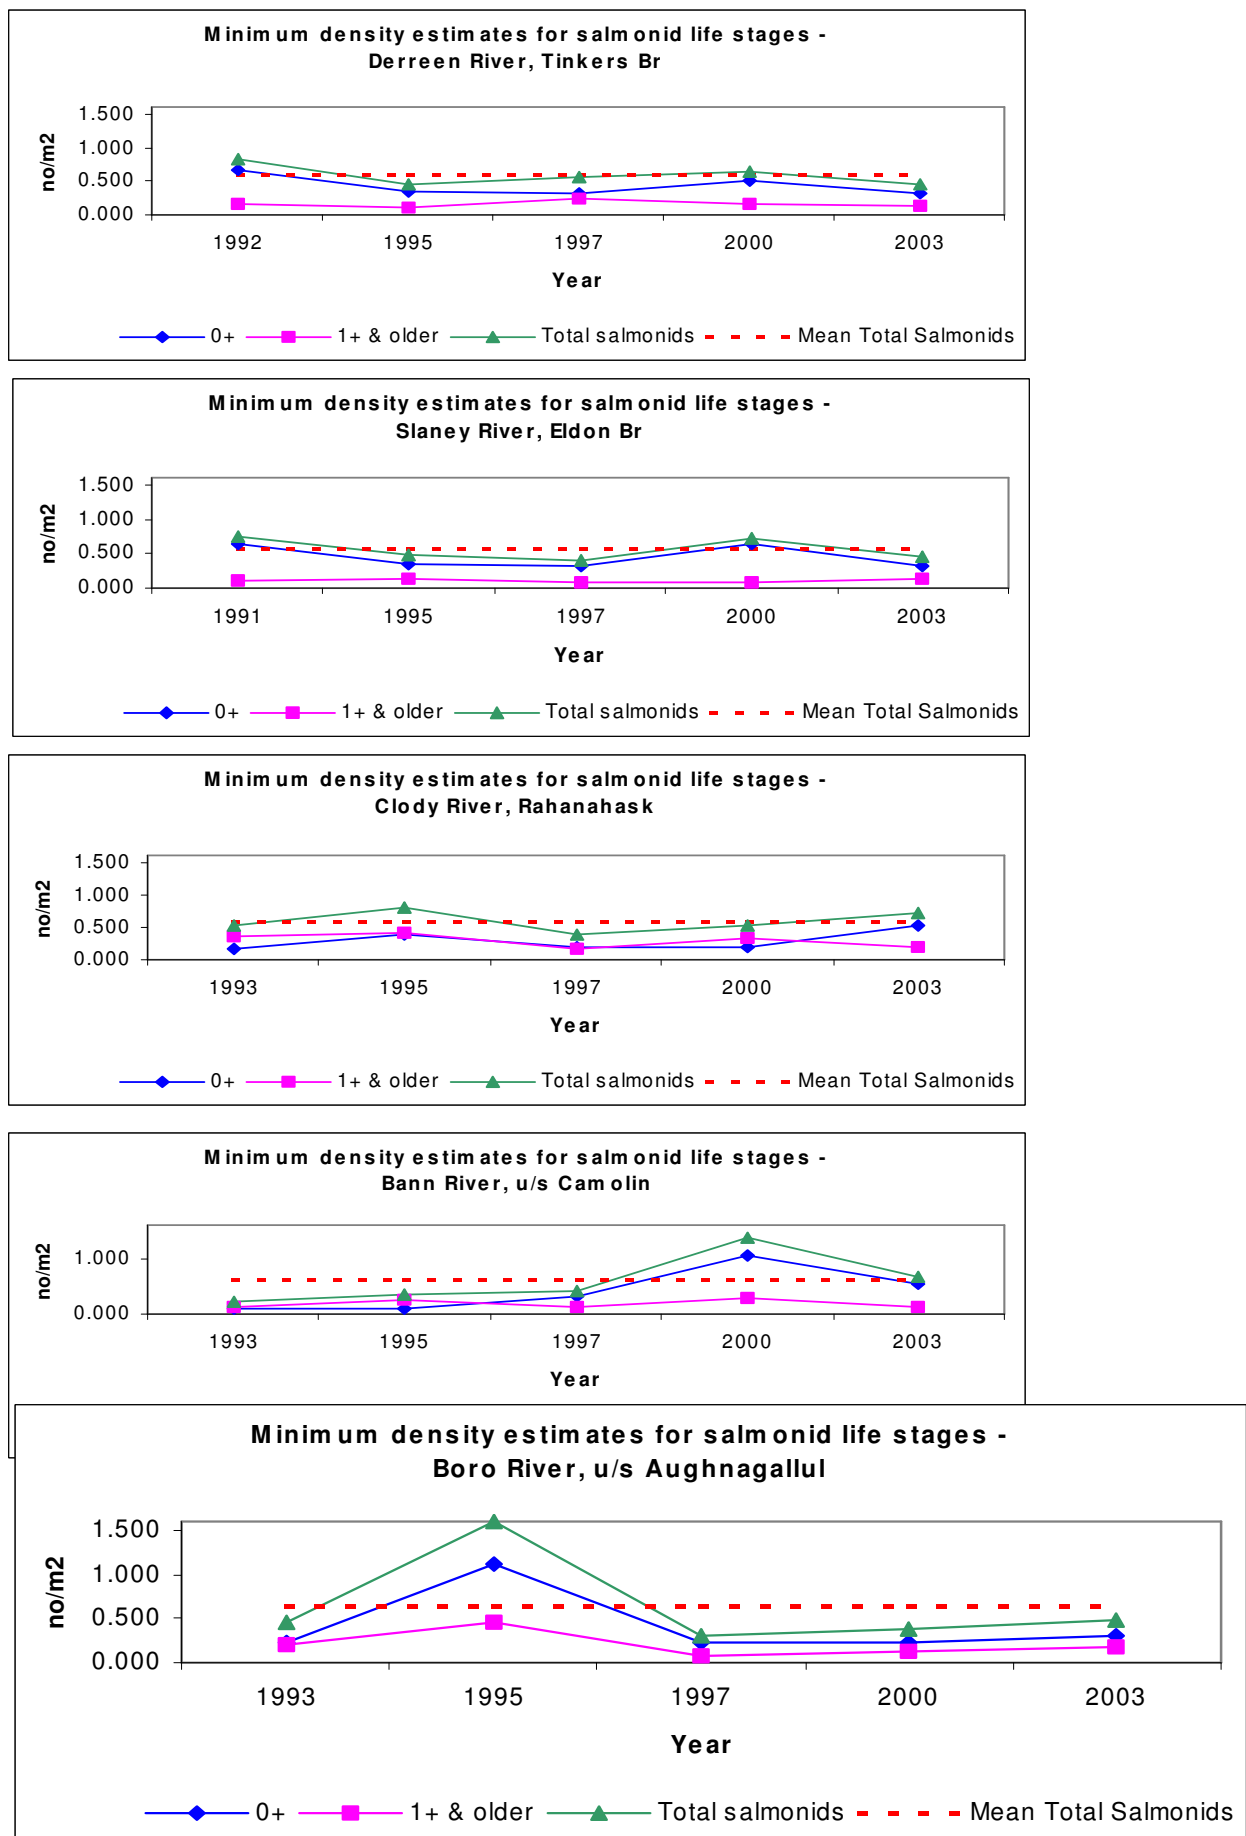 Minimum density estimates for salmonid life stages -
Derreen River, Tinkers Br
1.500
1.000
0.500
0.000
no/m2
1992 1995 1997 2000 2003
Year
0+ 1+ & older Total salmonids Mean Total Salmonids
Minimum density estimates for salmonid life stages -
Slaney River, Eldon Br
1.500
1.000
0.500
0.000
no/m2
1991 1995 1997 2000 2003
Year
0+ 1+ & older Total salmonids Mean Total Salmonids
Minimum density estimates for salmonid life stages -
Clody River, Rahanahask
1.500
1.000
0.500
0.000
no/m2
1993 1995 1997 2000 2003
Year
0+ 1+ & older Total salmonids Mean Total Salmonids
Minimum density estimates for salmonid life stages -
Bann River, u/s Camolin
1.000
0.000
no/m2
1993 1995 1997 2000 2003
Year
Minimum density estimates for salmonid life stages -
Boro River, u/s Aughnagallul
1.500
1.000
0.500
0.000
no/m2
1993 1995 1997 2000 2003
Year
0+ 1+ & older Total salmonids Mean Total Salmonids